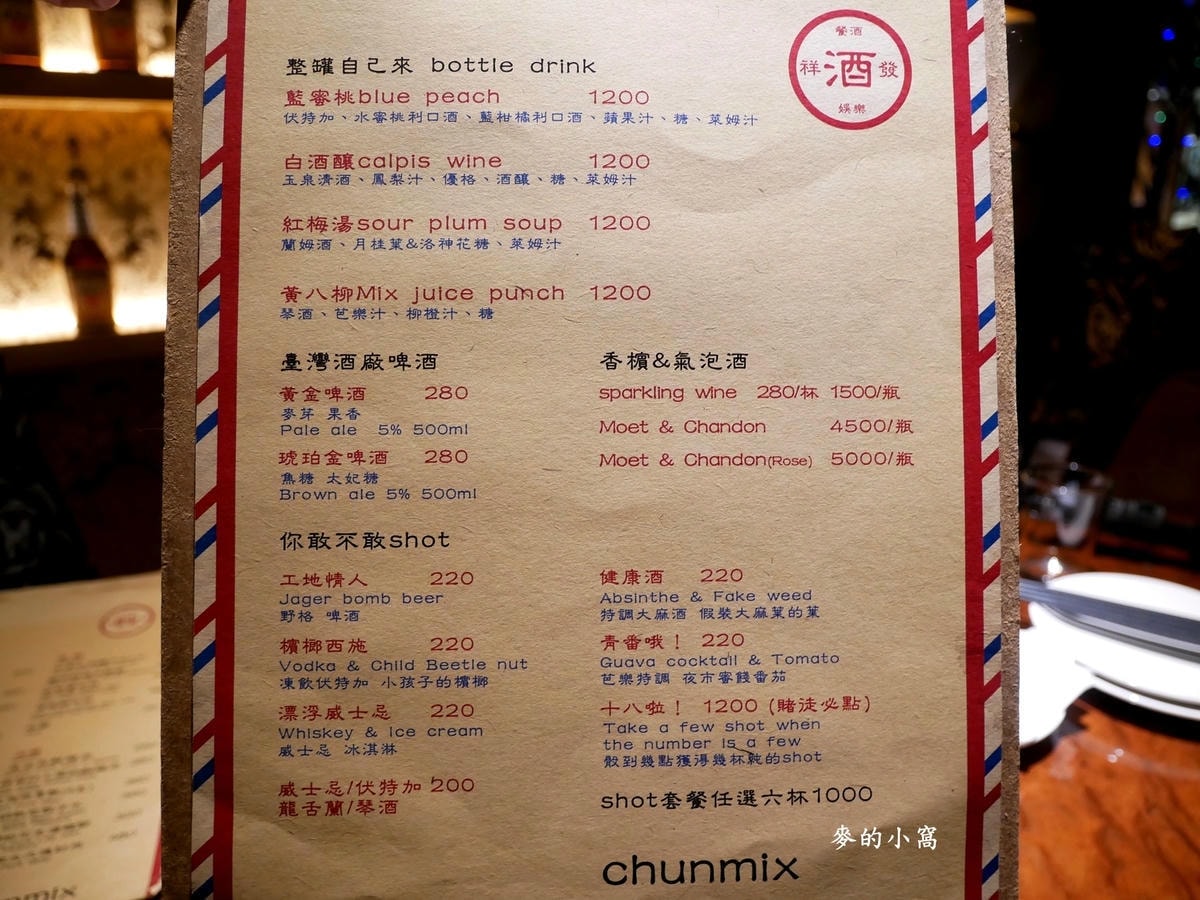 餐酒
祥酒發
娛樂
整罐自己來 bottle drink
藍蜜桃blue peach 1200
伏特加、水蜜桃利口酒、藍柑橘利口酒、蘋果汁、糖、萊姆汁
白酒釀calpis wine 1200
玉泉清酒、鳳梨汁、優格、酒釀、糖、萊姆汁
紅梅湯sour plum soup 1200
蘭姆酒、月桂葉&洛神花糖、萊姆汁
黃八柳Mix juice punch 1200
琴酒、芭樂汁、柳橙汁、糖
臺灣酒廠啤酒
黃金啤酒 280
麥芽 果香
Pale ale 5% 500ml
琥珀金啤酒 280
焦糖 太妃糖
Brown ale 5% 500ml
香檳&氣泡酒
sparkling wine 280/杯 1500/瓶
Moet & Chandon 4500/瓶
Moet & Chandon(Rose) 5000/瓶
你敢不敢shot
工地情人 220
Jager bomb beer
野格 啤酒
檳榔西施 220
Vodka & Child Beetle nut
凍飲伏特加 小孩子的檳榔
漂浮威士忌 220
Whiskey & Ice cream
威士忌 冰淇淋
威士忌/伏特加 200
龍舌蘭/琴酒
健康酒 220
Absinthe & Fake weed
特調大麻酒 假裝大麻葉的葉
青番哦！ 220
Guava cocktail & Tomato
芭樂特調 夜市蜜餞番茄
十八啦！ 1200 (賭徒必點)
Take a few shot when
the number is a few
骰到幾點獲得幾杯純的shot
shot套餐任選六杯1000
麥的小窩
chunmix